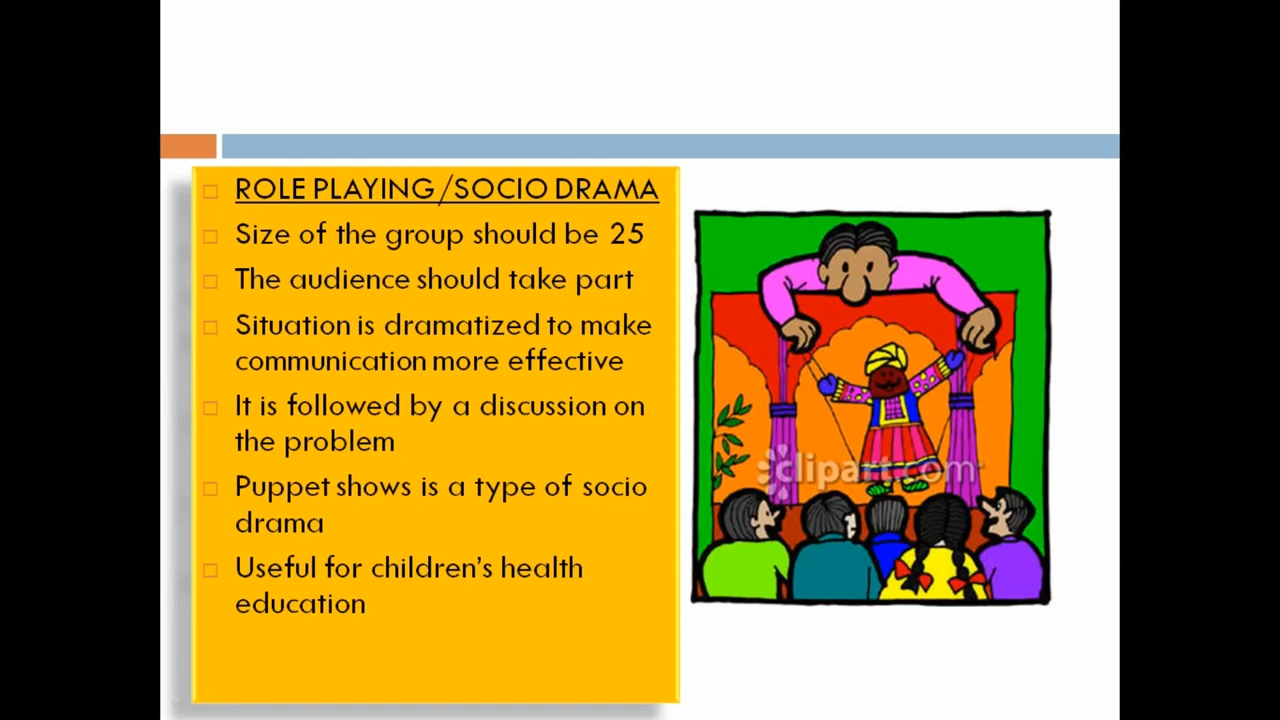 ROLE PLAYING/SOCIO DRAMA
Size of the group should be 25
The audience should take part
Situation is dramatized to make
communication more effective
It is followed by a discussion on
the problem
Puppet shows is a type of socio
drama
Useful for children’s health
education
clipart.com